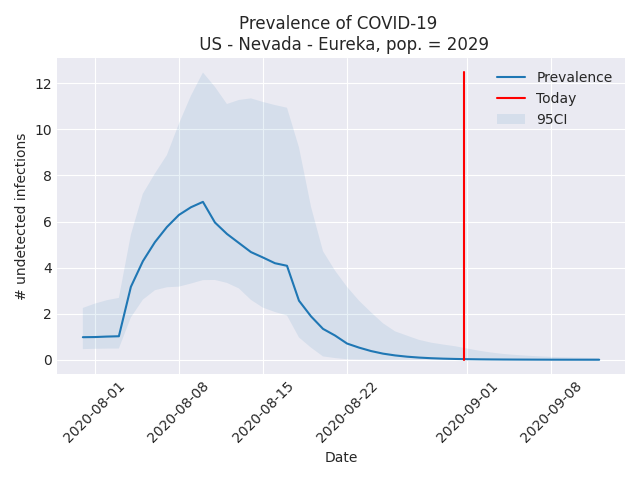 Prevalence of COVID-19
US - Nevada - Eureka, pop. = 2029
Prevalence
Today
95CI
# undetected infections
12
10
8
6
4
2
0
2020-08-01
2020-08-08
2020-08-15
2020-08-22
2020-09-01
2020-09-08
Date